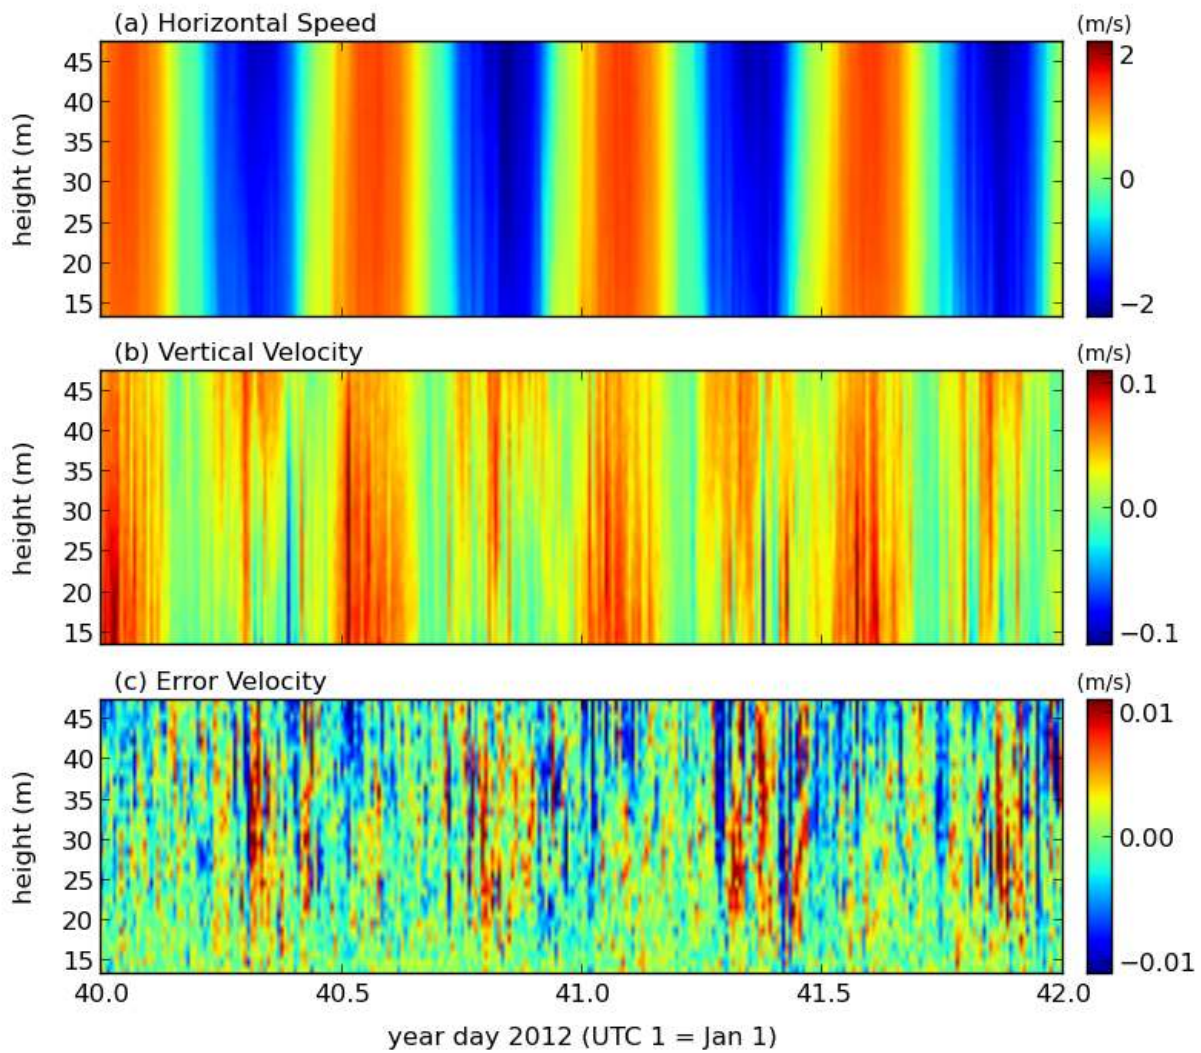 (a) Horizontal Speed
(m/s)
45
40
35
30
25
20
15
height (m)
2
0
−2
(b) Vertical Velocity
(m/s)
45
40
35
30
25
20
15
height (m)
0.1
0.0
−0.1
(c) Error Velocity
(m/s)
45
40
35
30
25
20
15
height (m)
0.01
0.00
−0.01
40.0 40.5 41.0 41.5 42.0
year day 2012 (UTC 1 = Jan 1)